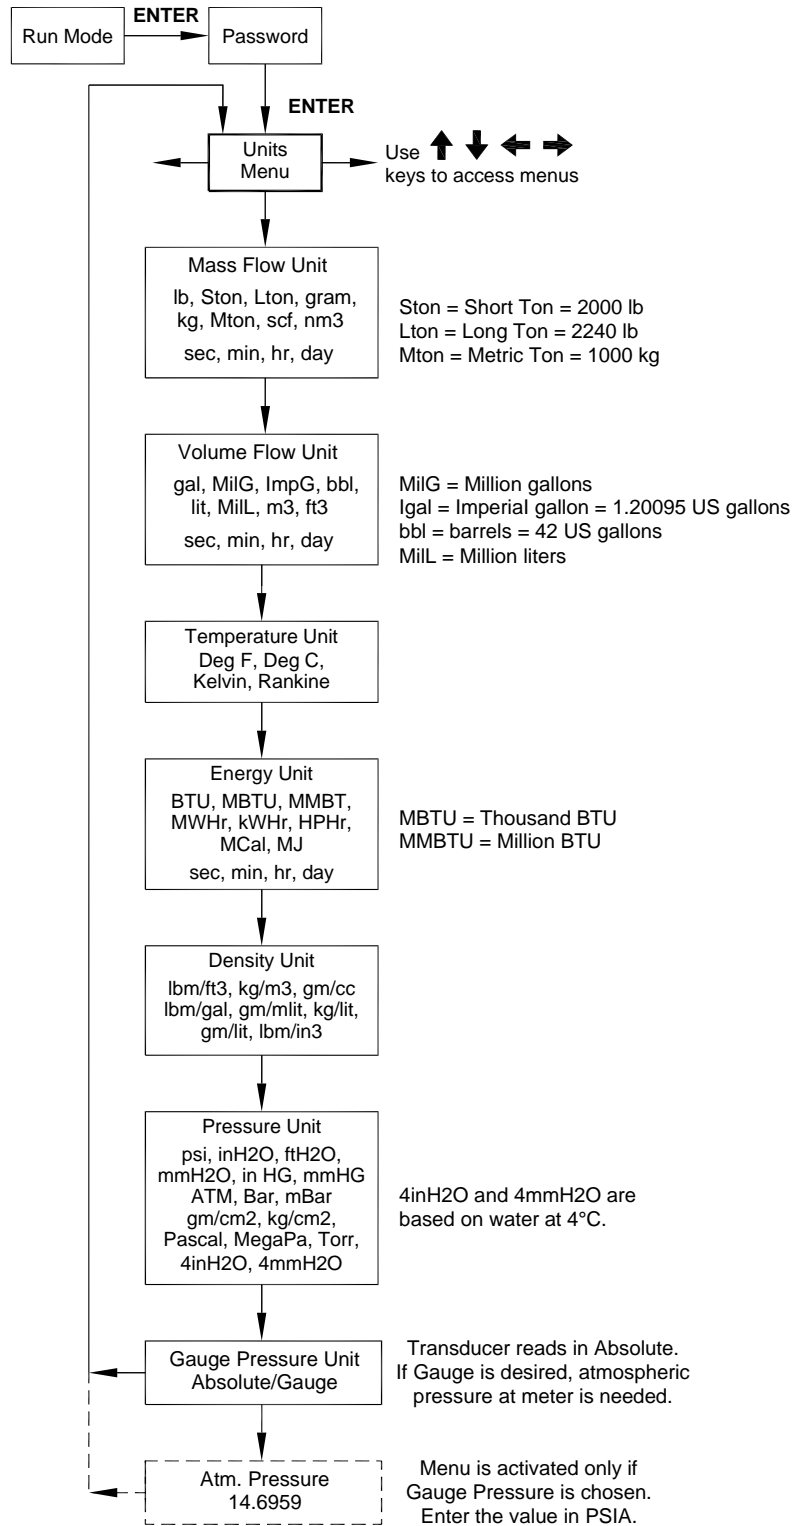 ENTER
Run Mode
Password
ENTER
Units
Menu
Use
keys to access menus
Mass Flow Unit
lb, Ston, Lton, gram,
kg, Mton, scf, nm3
sec, min, hr, day
Ston = Short Ton = 2000 lb
Lton = Long Ton = 2240 lb
Mton = Metric Ton = 1000 kg
Volume Flow Unit
gal, MilG, ImpG, bbl,
lit, MilL, m3, ft3
sec, min, hr, day
MilG = Million gallons
Igal = Imperial gallon = 1.20095 US gallons
bbl = barrels = 42 US gallons
MilL = Million liters
Temperature Unit
Deg F, Deg C,
Kelvin, Rankine
Energy Unit
BTU, MBTU, MMBT,
MWHr, kWHr, HPHr,
MCal, MJ
sec, min, hr, day
MBTU = Thousand BTU
MMBTU = Million BTU
Density Unit
lbm/ft3, kg/m3, gm/cc
lbm/gal, gm/mlit, kg/lit,
gm/lit, lbm/in3
Pressure Unit
psi, inH2O, ftH2O,
mmH2O, in HG, mmHG
ATM, Bar, mBar
gm/cm2, kg/cm2,
Pascal, MegaPa, Torr,
4inH2O, 4mmH2O
4inH2O and 4mmH2O are
based on water at 4°C.
Gauge Pressure Unit
Absolute/Gauge
Transducer reads in Absolute.
If Gauge is desired, atmospheric
pressure at meter is needed.
Atm. Pressure
14.6959
Menu is activated only if
Gauge Pressure is chosen.
Enter the value in PSIA.